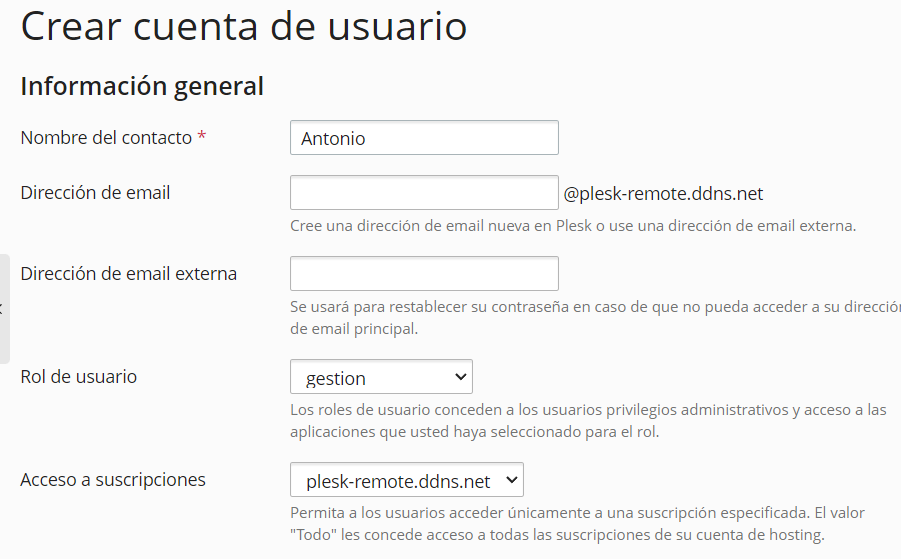 Crear cuenta de usuario
Información general
Nombre del contacto *
Antonio
Dirección de email
@plesk-remote.ddns.net
Cree una dirección de email nueva en Plesk o use una dirección de email externa.
Dirección de email externa
Se usará para restablecer su contraseña en caso de que no pueda acceder a su dirección
de email principal.
Rol de usuario
gestion
Los roles de usuario conceden a los usuarios privilegios administrativos y acceso a las
aplicaciones que usted haya seleccionado para el rol.
Acceso a suscripciones
plesk-remote.ddns.net
Permita a los usuarios acceder únicamente a una suscripción especificada. El valor
"Todo" les concede acceso a todas las suscripciones de su cuenta de hosting.